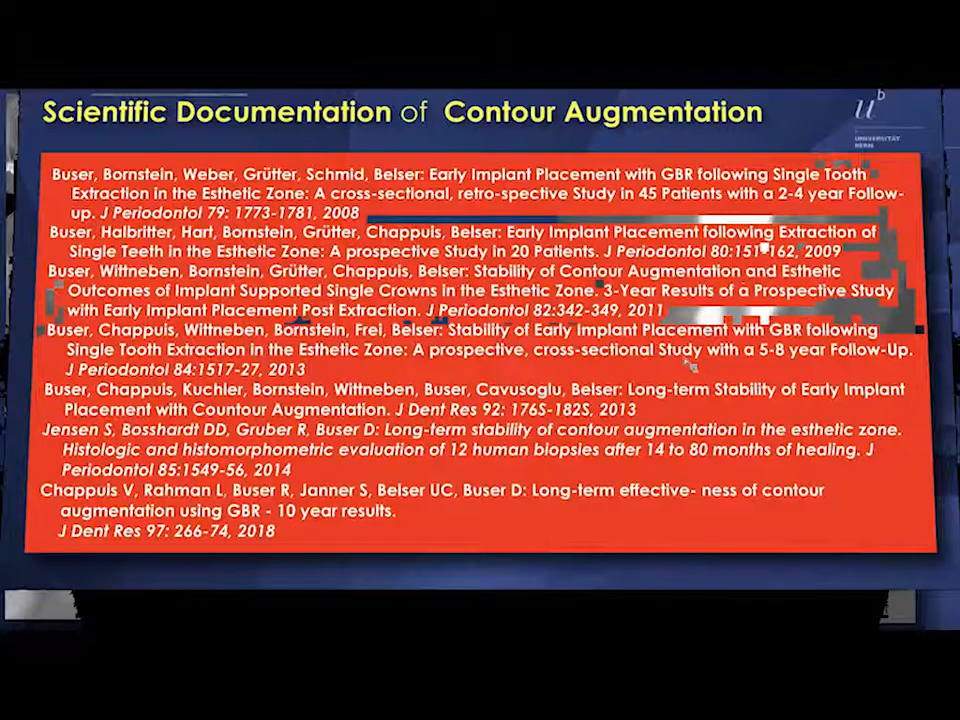 Scientific Documentation of Contour Augmentation
u^b
UNIVERSITÄT
BERN
Buser, Bornstein, Weber, Grütter, Schmid, Belser: Early Implant Placement with GBR following Single Tooth
Extraction in the Esthetic Zone: A cross-sectional, retro-spective Study in 45 Patients with a 2-4 year Follow-
up. J Periodontol 79: 1773-1781, 2008
Buser, Halbritter, Hart, Bornstein, Grütter, Chappuis, Belser: Early Implant Placement following Extraction of
Single Teeth in the Esthetic Zone: A prospective Study in 20 Patients. J Periodontol 80:151-162, 2009
Buser, Wittneben, Bornstein, Grütter, Chappuis, Belser: Stability of Contour Augmentation and Esthetic
Outcomes of Implant Supported Single Crowns in the Esthetic Zone. 3-Year Results of a Prospective Study
with Early Implant Placement Post Extraction. J Periodontol 82:342-349, 2011
Buser, Chappuis, Wittneben, Bornstein, Frei, Belser: Stability of Early Implant Placement with GBR following
Single Tooth Extraction in the Esthetic Zone: A prospective, cross-sectional Study with a 5-8 year Follow-Up.
J Periodontol 84:1517-27, 2013
Buser, Chappuis, Kuchler, Bornstein, Wittneben, Buser, Cavusoglu, Belser: Long-term Stability of Early Implant
Placement with Countour Augmentation. J Dent Res 92: 176S-182S, 2013
Jensen S, Bosshardt DD, Gruber R, Buser D: Long-term stability of contour augmentation in the esthetic zone.
Histologic and histomorphometric evaluation of 12 human biopsies after 14 to 80 months of healing. J
Periodontol 85:1549-56, 2014
Chappuis V, Rahman L, Buser R, Janner S, Belser UC, Buser D: Long-term effective- ness of contour
augmentation using GBR - 10 year results.
J Dent Res 97: 266-74, 2018